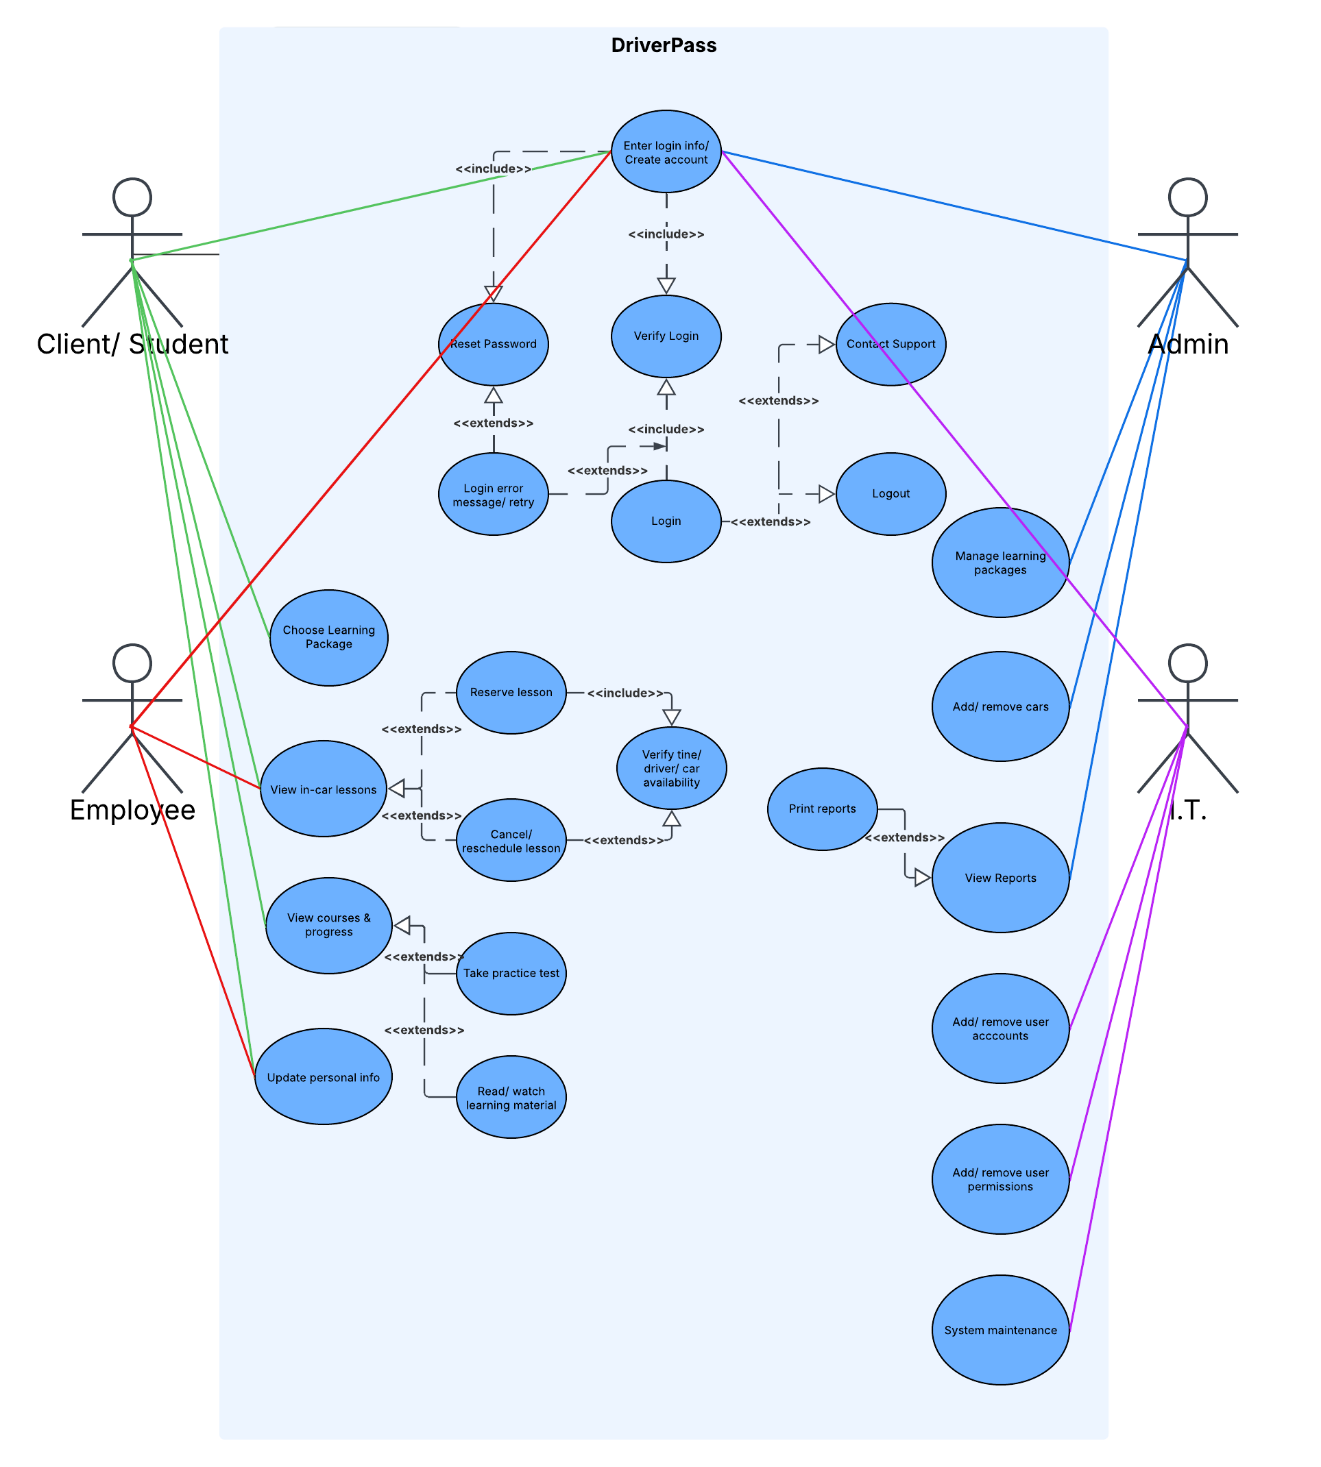 DriverPass
Enter login info/
Create account
<<include>>
<<include>>
Client/ Student
Reset Password
Verify Login
Contact Support
Admin
<<extends>>
<<extends>>
<<include>>
<<extends>>
Login error
message/ retry
Login
<<extends>>
Logout
Manage learning
packages
Choose Learning
Package
Reserve lesson
<<include>>
Add/ remove cars
<<extends>>
Verify tine/
driver/ car
availability
View in-car lessons
Employee
Print reports
I.T.
<<extends>>
Cancel/
reschedule lesson
<<extends>>
<<extends>>
View Reports
View courses &
progress
<<extends>>
Take practice test
<<extends>>
Add/ remove user
acccounts
Update personal info
Read/ watch
learning material
Add/ remove user
permissions
System maintenance